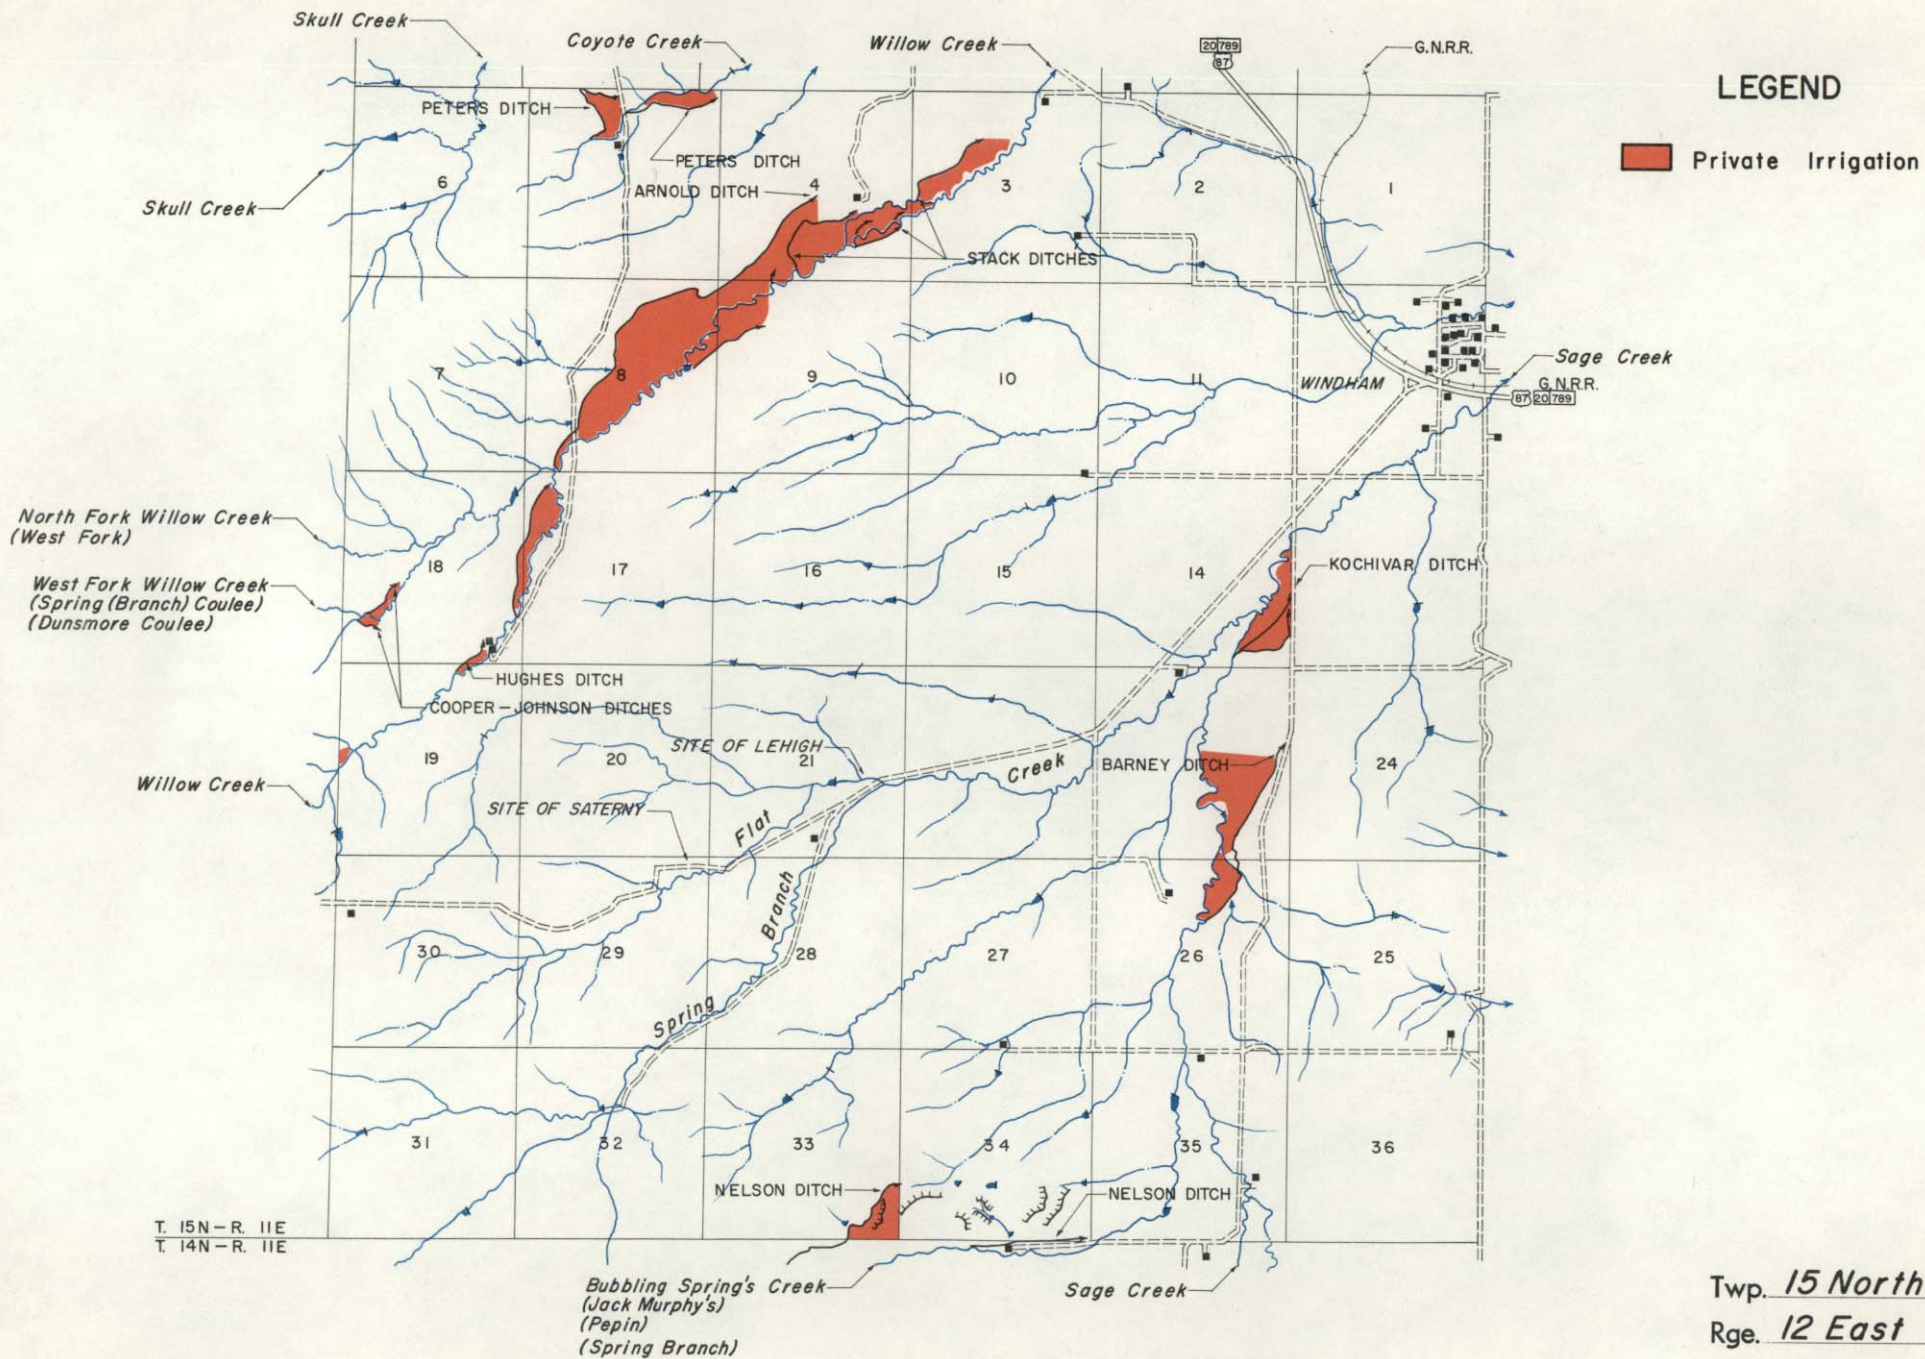 Skull Creek
Coyote Creek
Willow Creek
20 789
87
G.N.R.R.
LEGEND
Private Irrigation
PETERS DITCH
PETERS DITCH
ARNOLD DITCH
6
4
3
2
1
Skull Creek
STACK DITCHES
Sage Creek
G.N.R.R.
87 20 789
WINDHAM
7
8
9
10
11
North Fork Willow Creek
(West Fork)
West Fork Willow Creek
(Spring (Branch) Coulee)
(Dunsmore Coulee)
18
17
16
15
14
KOCHIVAR DITCH
HUGHES DITCH
COOPER-JOHNSON DITCHES
SITE OF LEHIGH
19
20
21
Creek
BARNEY DITCH
24
Willow Creek
SITE OF SATERNY
Flat
Branch
30
29
28
27
26
25
Spring
31
32
33
34
35
36
NELSON DITCH
NELSON DITCH
T. 15N-R. 11E
T. 14N-R. 11E
Bubbling Spring's Creek
(Jack Murphy's)
(Pepin)
(Spring Branch)
Sage Creek
Twp. 15 North
Rge. 12 East